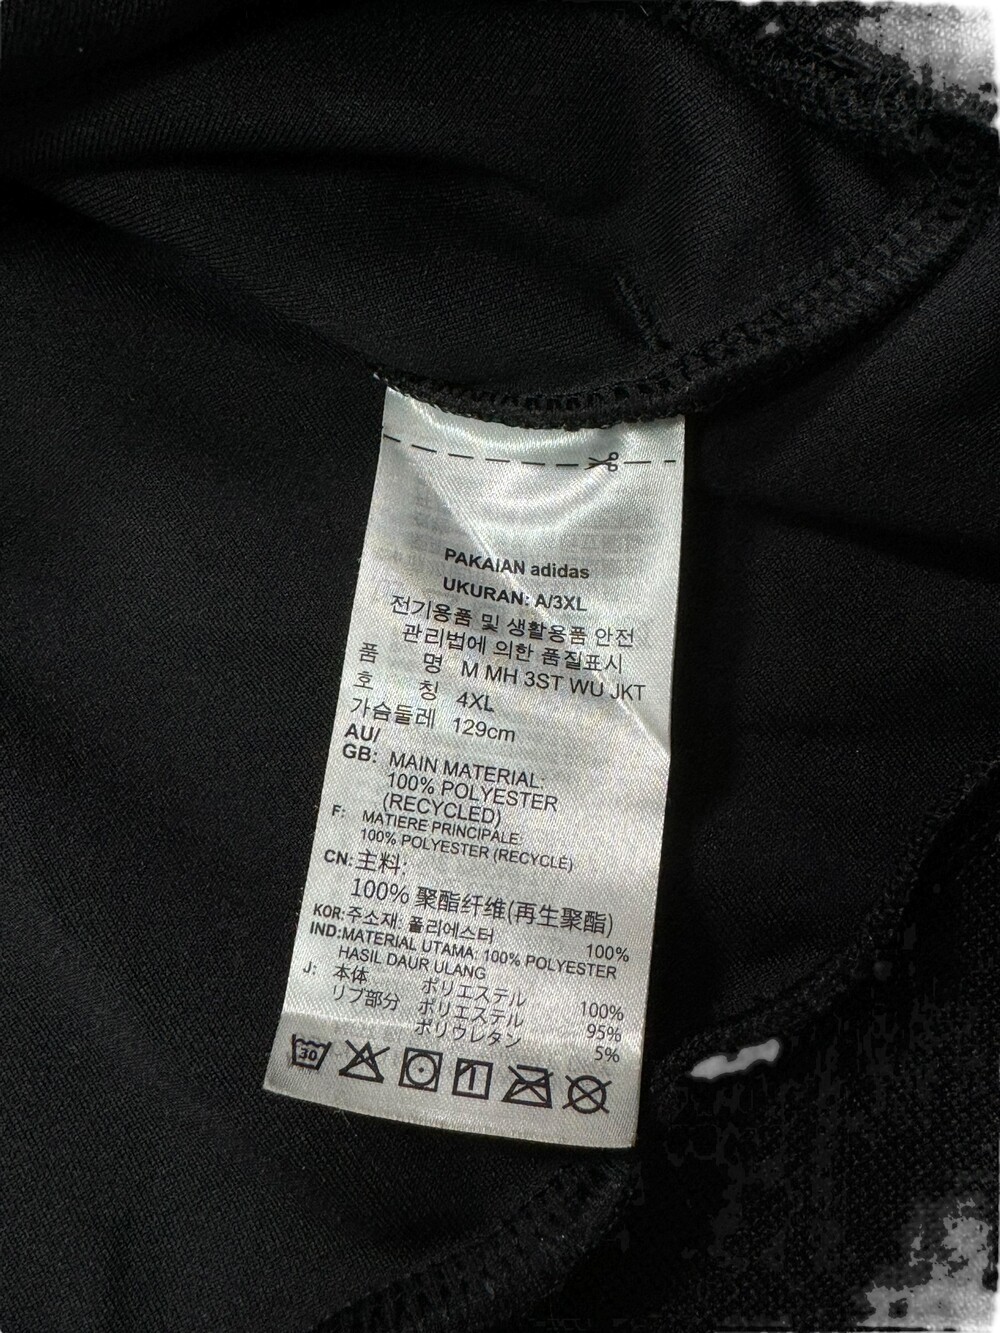 PAKAIAN adidas
UKURAN: A/3XL
전기용품 및 생활용품 안전
관리법에 의한 품질표시
품 명 M MH 3ST WU JKT
호 칭 4XL
가슴둘레 129cm
AU/
GB: MAIN MATERIAL:
100% POLYESTER
(RECYCLED)
F: MATIERE PRINCIPALE:
100% POLYESTER (RECYCLÉ)
CN: 主料:
100% 聚酯纤维(再生聚酯)
KOR: 주소재: 폴리에스터 100%
IND: MATERIAL UTAMA: 100% POLYESTER
HASIL DAUR ULANG
J: 本体 ポリエステル 100%
リブ部分 ポリエステル 95%
ポリウレタン 5%
30